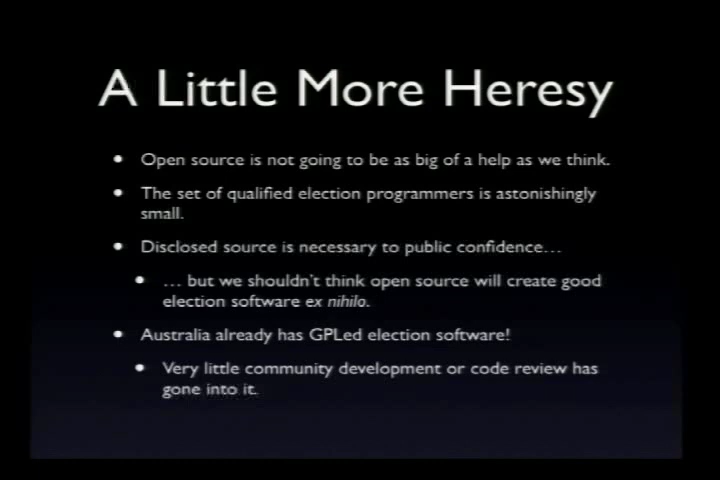 A Little More Heresy
• Open source is not going to be as big of a help as we think.
• The set of qualified election programmers is astonishingly
small.
• Disclosed source is necessary to public confidence…
• … but we shouldn't think open source will create good
election software ex nihilo.
• Australia already has GPLed election software!
• Very little community development or code review has
gone into it.